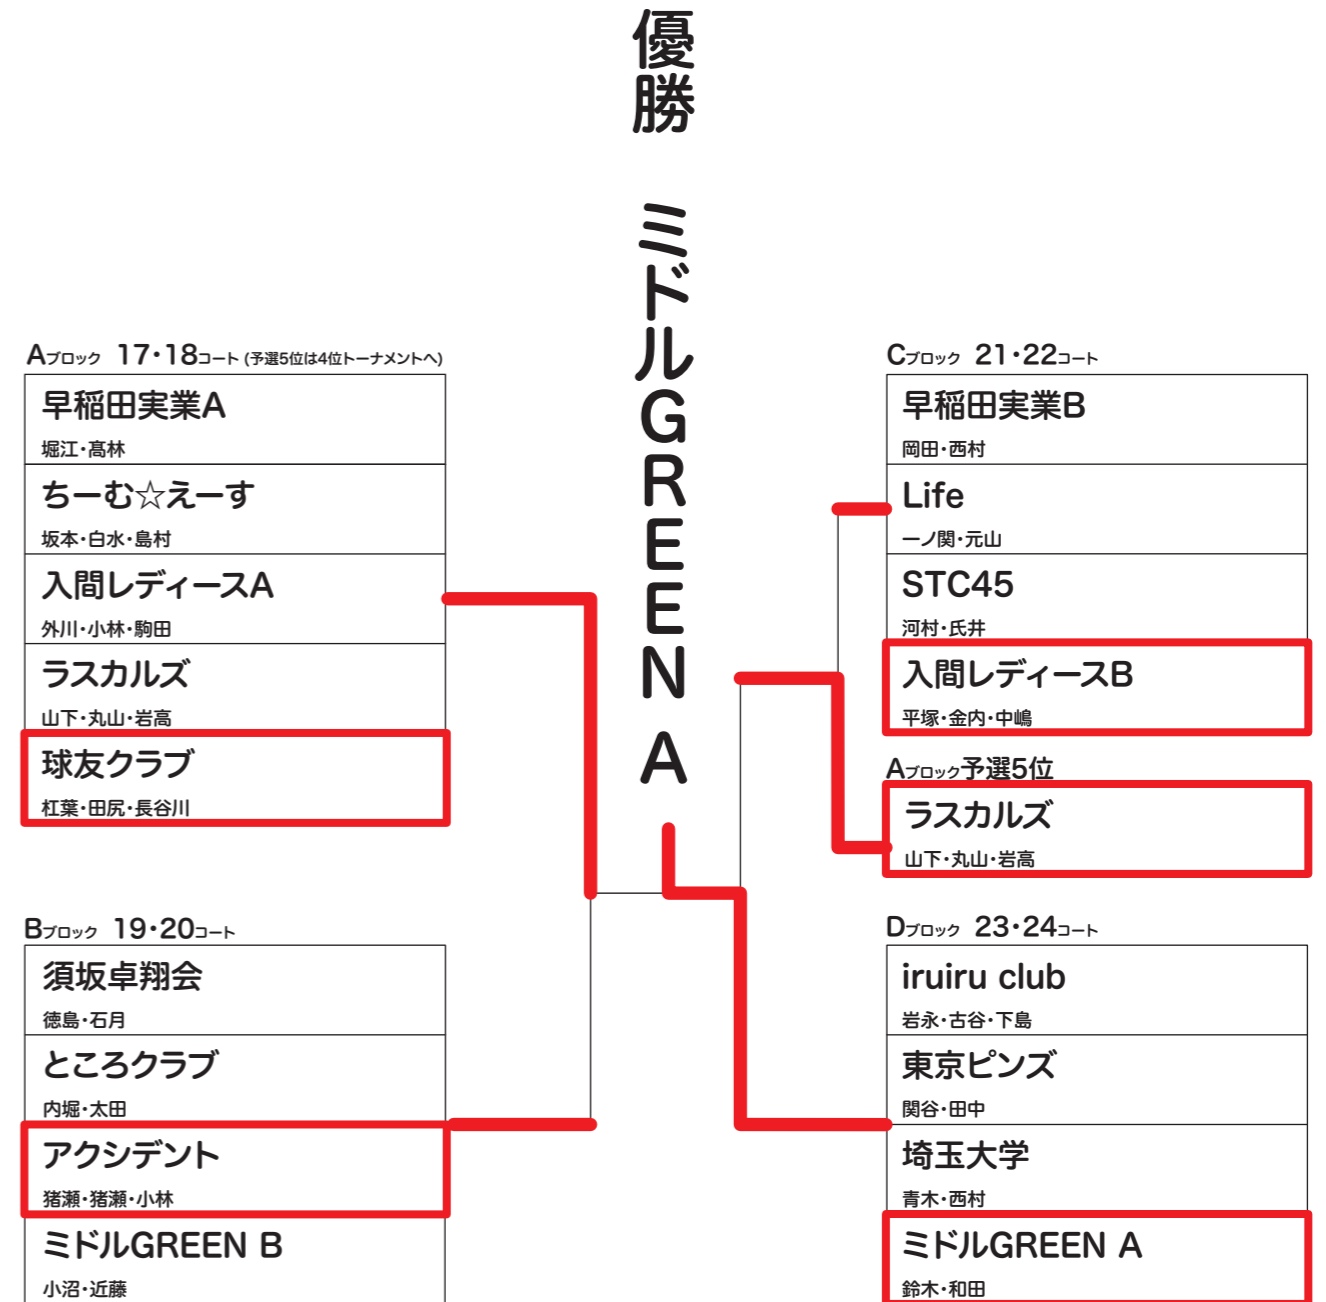 優勝 ミドルGREEN A
Aブロック 17・18コート (予選5位は4位トーナメントへ)
早稲田実業A
堀江・髙林
ちーむ☆えーす
坂本・白水・島村
入間レディースA
外川・小林・駒田
ラスカルズ
山下・丸山・岩高
球友クラブ
杠葉・田尻・長谷川
Bブロック 19・20コート
須坂卓翔会
徳島・石月
ところクラブ
内堀・太田
アクシデント
猪瀬・猪瀬・小林
ミドルGREEN B
小沼・近藤
Cブロック 21・22コート
早稲田実業B
岡田・西村
Life
一ノ関・元山
STC45
河村・氏井
入間レディースB
平塚・金内・中嶋
Aブロック予選5位
ラスカルズ
山下・丸山・岩高
Dブロック 23・24コート
iruiru club
岩永・古谷・下島
東京ピンズ
関谷・田中
埼玉大学
青木・西村
ミドルGREEN A
鈴木・和田